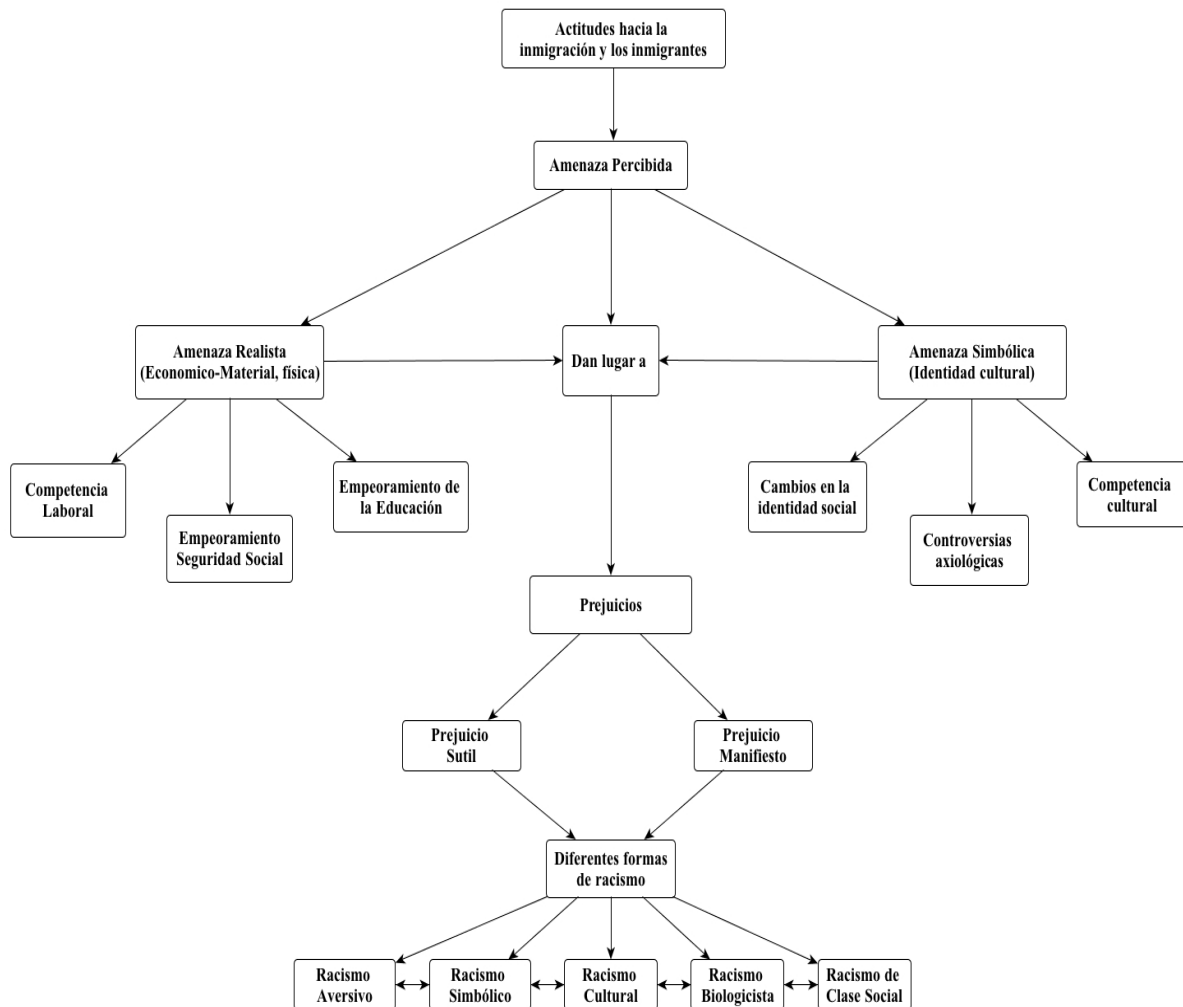 Actitudes hacia la
inmigración y los inmigrantes
Amenaza Percibida
Amenaza Realista
(Economico-Material, física)
Dan lugar a
Amenaza Simbólica
(Identidad cultural)
Competencia
Laboral
Empeoramiento
Seguridad Social
Empeoramiento de
la Educación
Cambios en la
identidad social
Controversias
axiológicas
Competencia
cultural
Prejuicios
Prejuicio
Sutil
Prejuicio
Manifiesto
Diferentes formas
de racismo
Racismo
Aversivo
Racismo
Simbólico
Racismo
Cultural
Racismo
Biologicista
Racismo de
Clase Social